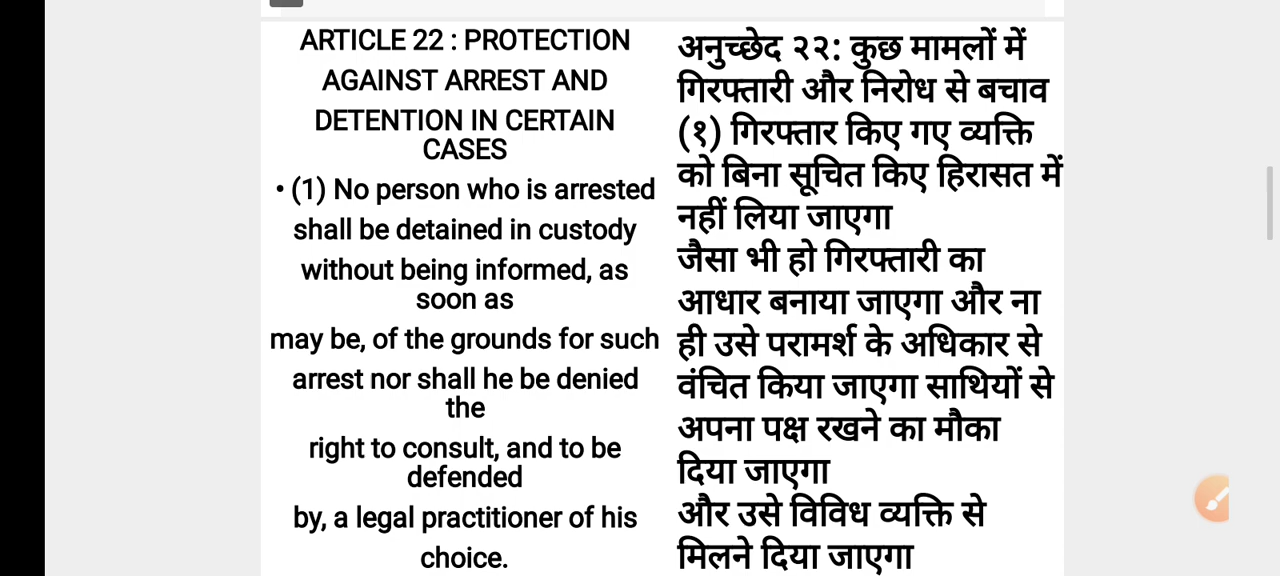 ARTICLE 22 : PROTECTION
AGAINST ARREST AND
DETENTION IN CERTAIN
CASES
• (1) No person who is arrested
shall be detained in custody
without being informed, as
soon as
may be, of the grounds for such
arrest nor shall he be denied
the
right to consult, and to be
defended
by, a legal practitioner of his
choice.
अनुच्छेद २२: कुछ मामलों में
गिरफ्तारी और निरोध से बचाव
(१) गिरफ्तार किए गए व्यक्ति
को बिना सूचित किए हिरासत में
नहीं लिया जाएगा
जैसा भी हो गिरफ्तारी का
आधार बनाया जाएगा और ना
ही उसे परामर्श के अधिकार से
वंचित किया जाएगा साथियों से
अपना पक्ष रखने का मौका
दिया जाएगा
और उसे विविध व्यक्ति से
मिलने दिया जाएगा